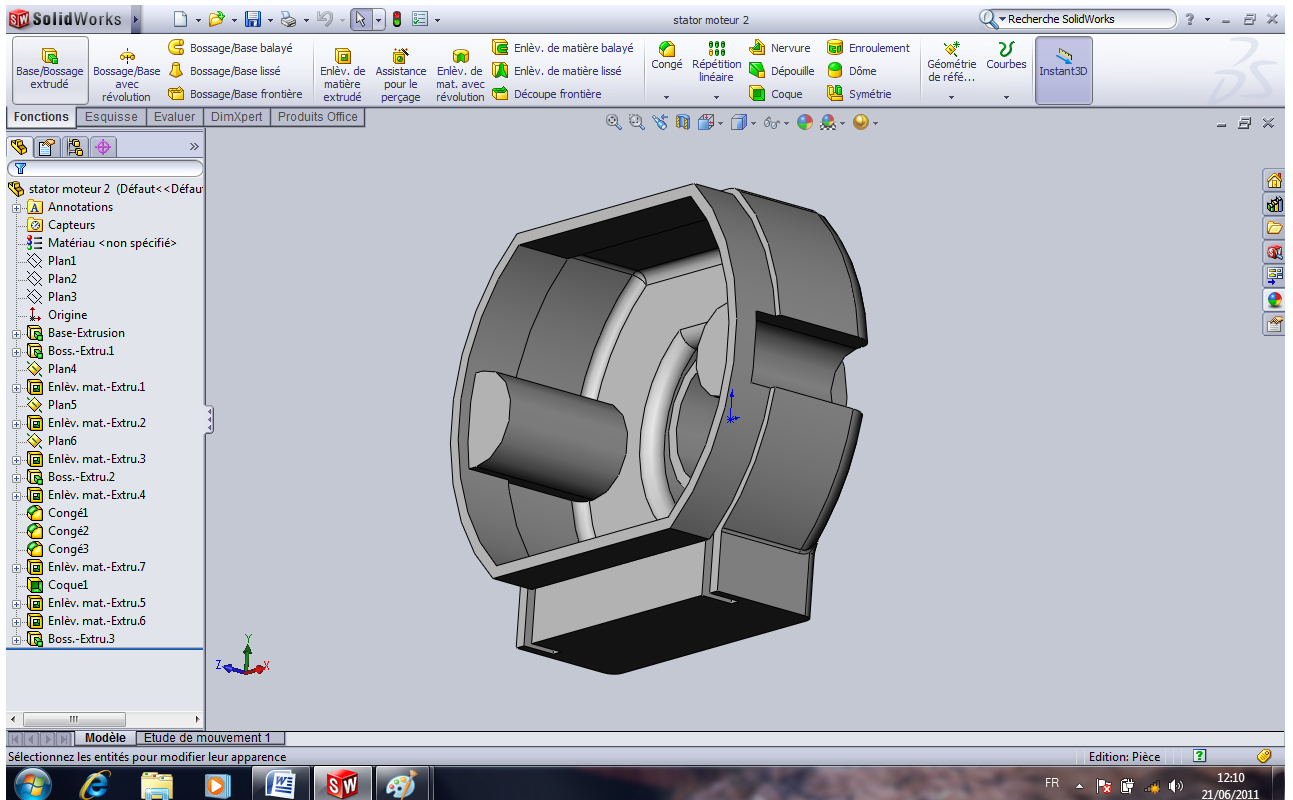 SolidWorks
stator moteur 2
Recherche SolidWorks
Base/Bossage extrudé
Bossage/Base avec révolution
Bossage/Base balayé
Bossage/Base lissé
Bossage/Base frontière
Enlèv. de matière extrudé
Assistance pour le perçage
Enlèv. de mat. avec révolution
Enlèv. de matière balayé
Enlèv. de matière lissé
Découpe frontière
Congé
Répétition linéaire
Nervure
Dépouille
Coque
Enroulement
Dôme
Symétrie
Géométrie de réfé...
Courbes
Instant3D
Fonctions
Esquisse
Evaluer
DimXpert
Produits Office
stator moteur 2 (Défaut<<Défau
Annotations
Capteurs
Matériau <non spécifié>
Plan1
Plan2
Plan3
Origine
Base-Extrusion
Boss.-Extru.1
Plan4
Enlèv. mat.-Extru.1
Plan5
Enlèv. mat.-Extru.2
Plan6
Enlèv. mat.-Extru.3
Boss.-Extru.2
Enlèv. mat.-Extru.4
Congé1
Congé2
Congé3
Enlèv. mat.-Extru.7
Coque1
Enlèv. mat.-Extru.5
Enlèv. mat.-Extru.6
Boss.-Extru.3
Y
Z
X
Modèle
Etude de mouvement 1
Sélectionnez les entités pour modifier leur apparence
Edition: Pièce
FR
12:10
21/06/2011